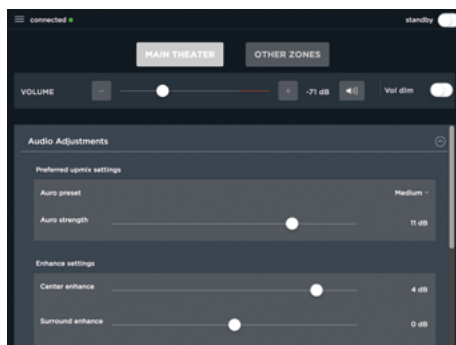 connected
standby
MAIN THEATER OTHER ZONES
VOLUME - + -71 dB Vol dim
Audio Adjustments
Preferred upmix settings
Auro preset Medium
Auro strength 11 dB
Enhance settings
Center enhance 4 dB
Surround enhance 0 dB